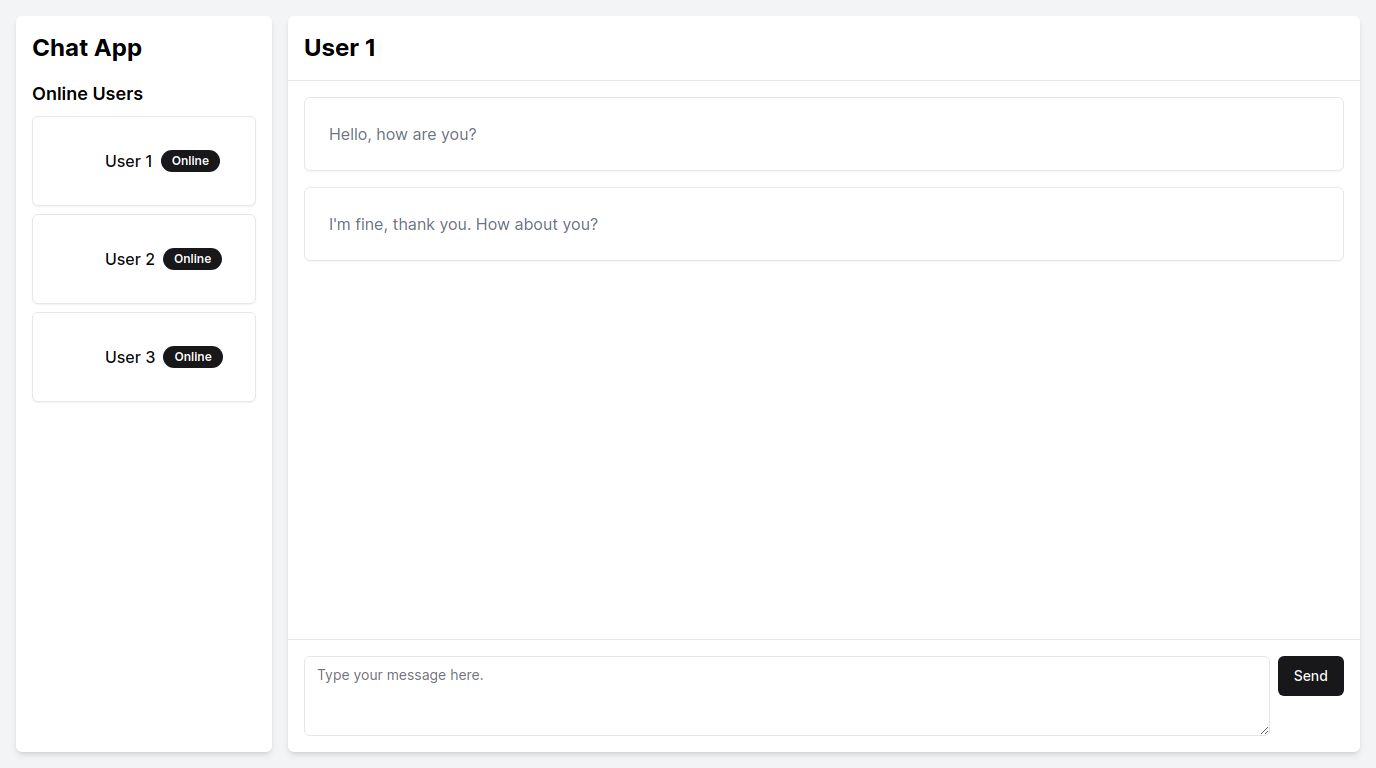 Chat App
Online Users
User 1 Online
User 2 Online
User 3 Online
User 1
Hello, how are you?
I'm fine, thank you. How about you?
Type your message here.
Send